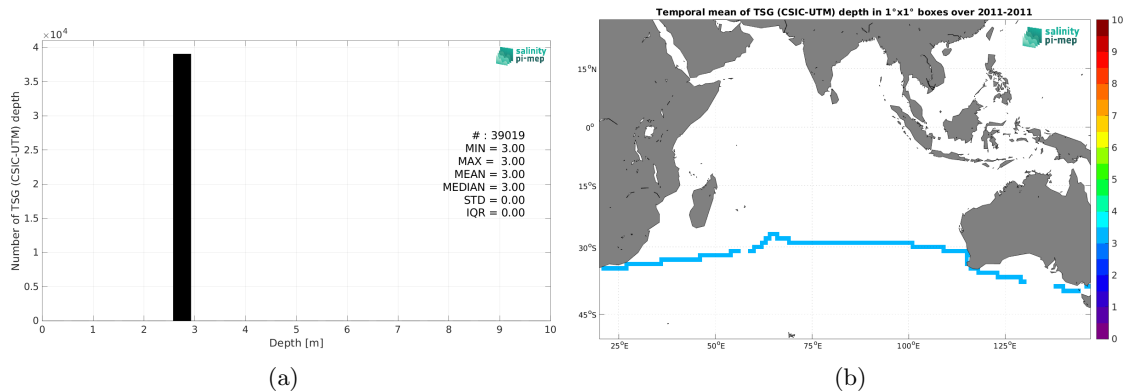 ×10⁴
4
3.5
3
2.5
2
1.5
1
0.5
0
Number of TSG (CSIC-UTM) depth
0 1 2 3 4 5 6 7 8 9 10
Depth [m]
salinity
pi-mep
# : 39019
MIN = 3.00
MAX = 3.00
MEAN = 3.00
MEDIAN = 3.00
STD = 0.00
IQR = 0.00
(a)
Temporal mean of TSG (CSIC-UTM) depth in 1°x1° boxes over 2011-2011
salinity
pi-mep
15°N
0°
15°S
30°S
45°S
25°E 50°E 75°E 100°E 125°E
10
9
8
7
6
5
4
3
2
1
0
(b)